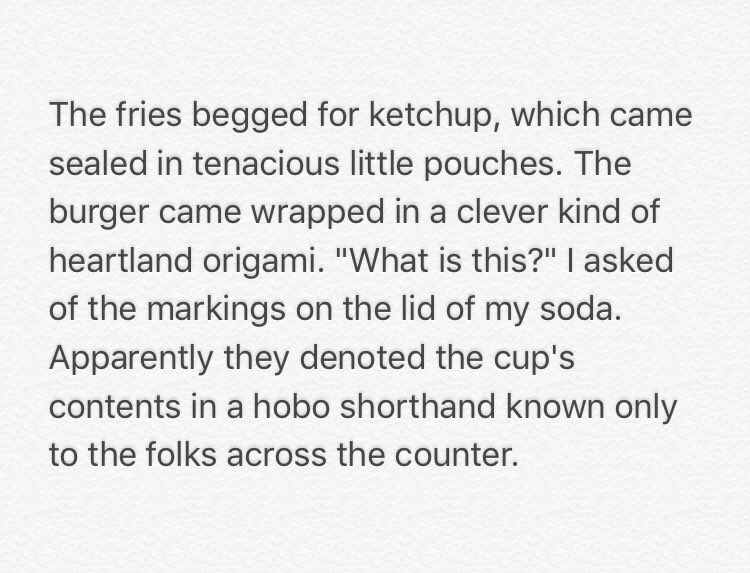 The fries begged for ketchup, which came
sealed in tenacious little pouches. The
burger came wrapped in a clever kind of
heartland origami. "What is this?" I asked
of the markings on the lid of my soda.
Apparently they denoted the cup's
contents in a hobo shorthand known only
to the folks across the counter.